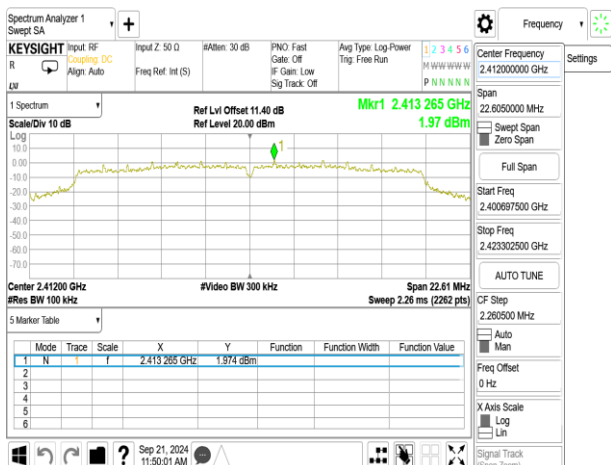 Spectrum Analyzer 1
Swept SA
Frequency
KEYSIGHT
R
LXI
Input: RF
Coupling: DC
Align: Auto
Input Z: 50 Ω
Freq Ref: Int (S)
#Atten: 30 dB
PNO: Fast
Gate: Off
IF Gain: Low
Sig Track: Off
Avg Type: Log-Power
Trig: Free Run
1 2 3 4 5 6
M W W W W W
P N N N N N
Center Frequency
2.412000000 GHz
Settings
Span
22.6050000 MHz
Swept Span
Zero Span
Full Span
Start Freq
2.400697500 GHz
Stop Freq
2.423302500 GHz
AUTO TUNE
CF Step
2.260500 MHz
Auto
Man
Freq Offset
0 Hz
X Axis Scale
Log
Lin
Signal Track
(Span Zoom)
1 Spectrum
Scale/Div 10 dB
Log
Ref Lvl Offset 11.40 dB
Ref Level 20.00 dBm
Mkr1 2.413 265 GHz
1.97 dBm
1
10.0
0.00
-10.0
-20.0
-30.0
-40.0
-50.0
-60.0
-70.0
Center 2.41200 GHz
#Video BW 300 kHz
Span 22.61 MHz
#Res BW 100 kHz
Sweep 2.26 ms (2262 pts)
5 Marker Table
Mode Trace Scale X Y Function Function Width Function Value
1 N 1 f 2.413 265 GHz 1.974 dBm
2
3
4
5
6
?
Sep 21, 2024
11:50:01 AM